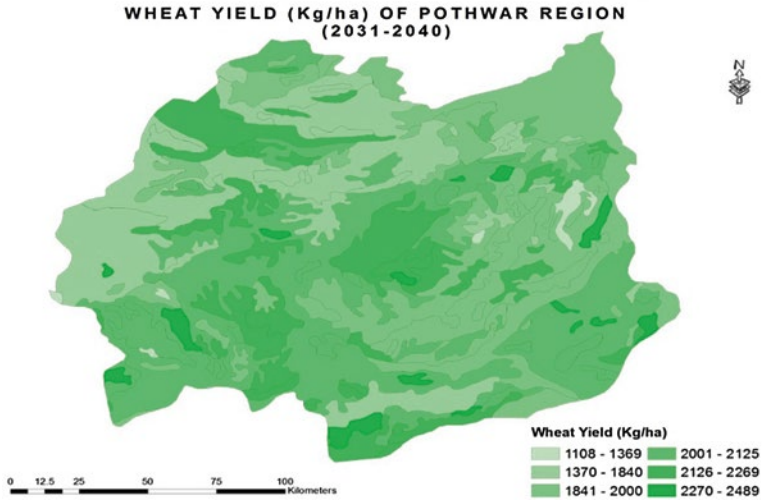 WHEAT YIELD (Kg/ha) OF POTHWAR REGION
(2031-2040)
N
Wheat Yield (Kg/ha)
1108 - 1369 2001 - 2125
1370 - 1840 2126 - 2269
1841 - 2000 2270 - 2489
0 12.5 25 50 75 100
Kilometers